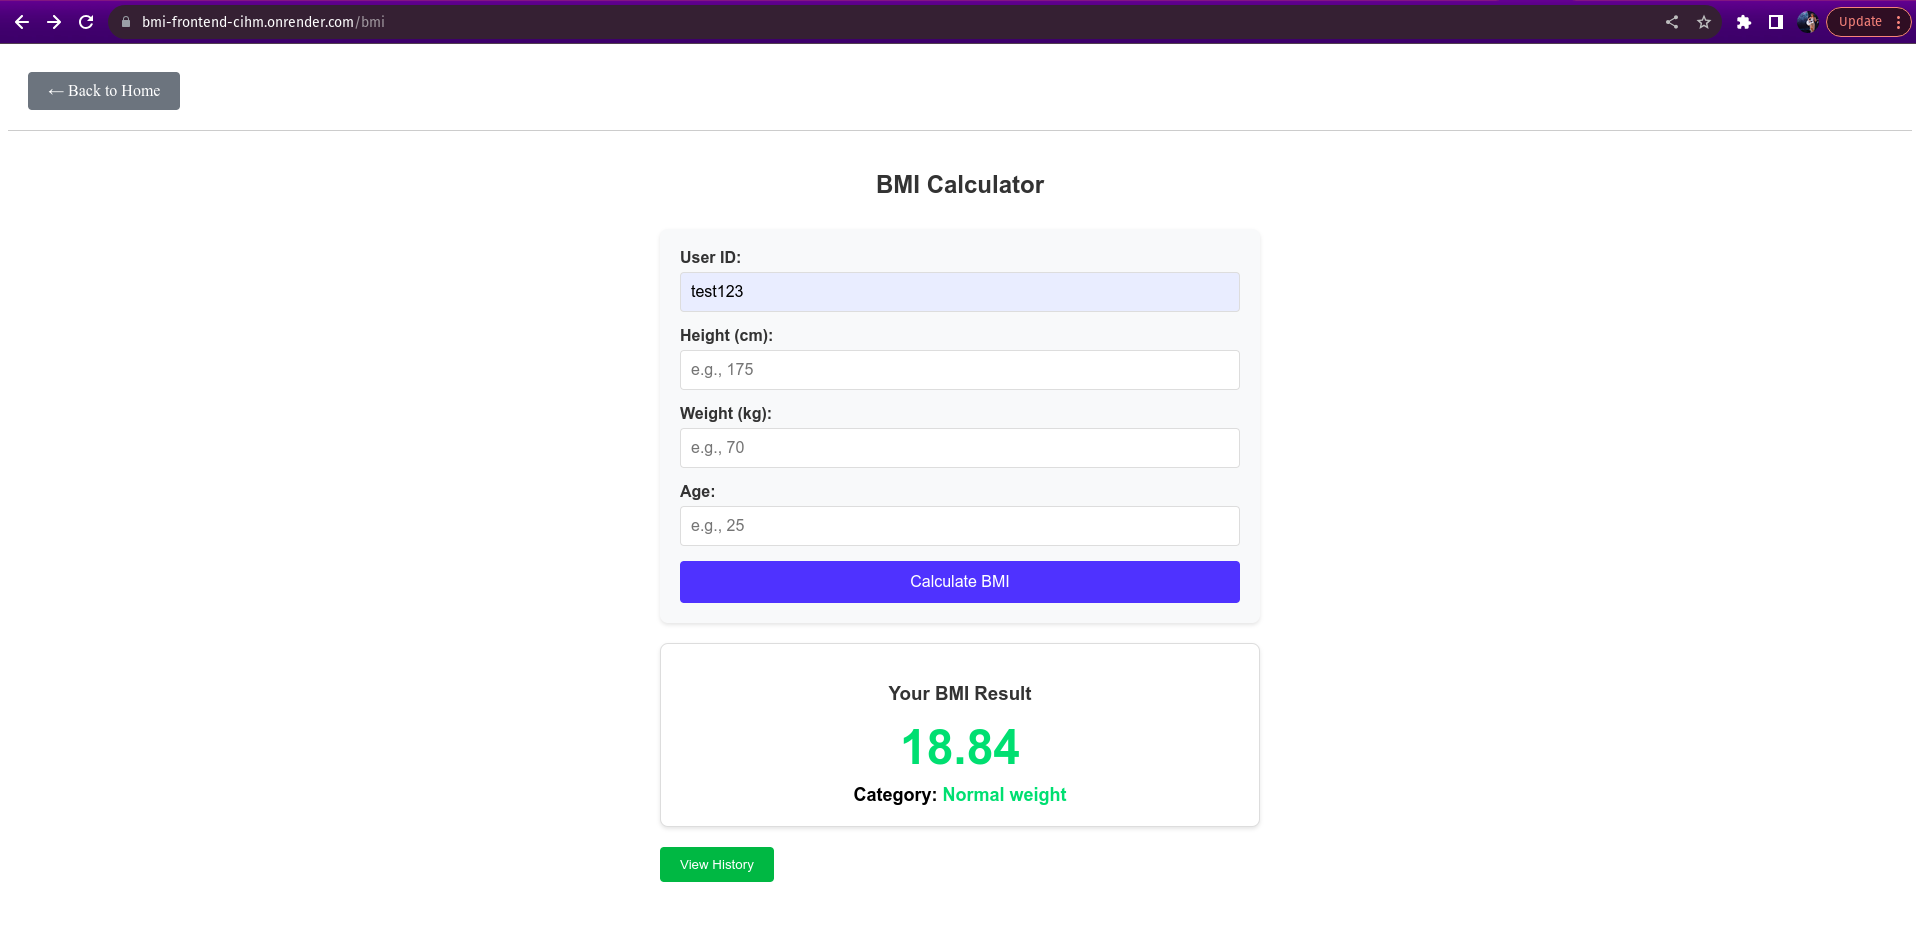 bmi-frontend-cihm.onrender.com/bmi
Update
← Back to Home
BMI Calculator
User ID:
test123
Height (cm):
e.g., 175
Weight (kg):
e.g., 70
Age:
e.g., 25
Calculate BMI
Your BMI Result
18.84
Category: Normal weight
View History